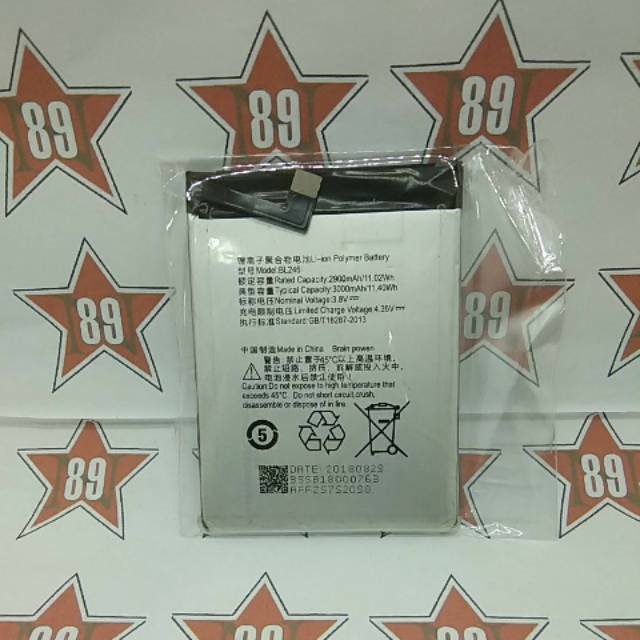 89
89
89
锂离子聚合物电池Li-ion Polymer Battery
型号Model:BL246
额定容量Rated Capacity:2900mAh/11.02Wh
典型容量Typical Capacity:3000mAh/11.40Wh
标称电压Nominal Voltage:3.8V⎓
充电限制电压Limited Charge Voltage:4.35V⎓
执行标准Standard:GB/T18287-2013
中国制造Made in China Brain power
警告:禁止置于45°C以上高温环境,
禁止短路、挤压、拆解或投入火中,
电池浸水后禁止使用!
Caution:Do not expose to high temperature that
exceeds 45°C. Do not short circuit,crush,
disassemble or dispose of in fire.
5
DATE:20180829
BSSB18000763
89
89
89
89
89
89
89
89